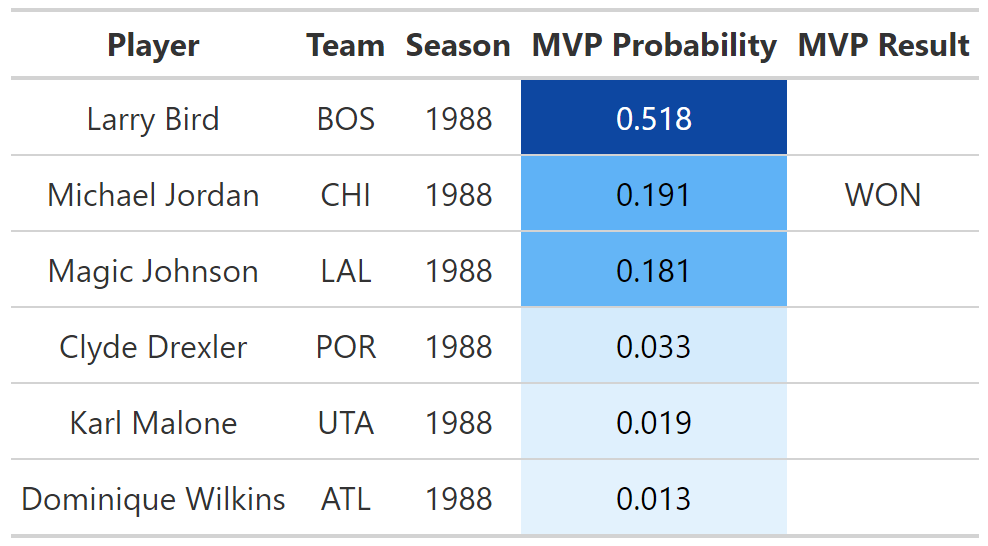 Player Team Season MVP Probability MVP Result
Larry Bird BOS 1988 0.518
Michael Jordan CHI 1988 0.191 WON
Magic Johnson LAL 1988 0.181
Clyde Drexler POR 1988 0.033
Karl Malone UTA 1988 0.019
Dominique Wilkins ATL 1988 0.013